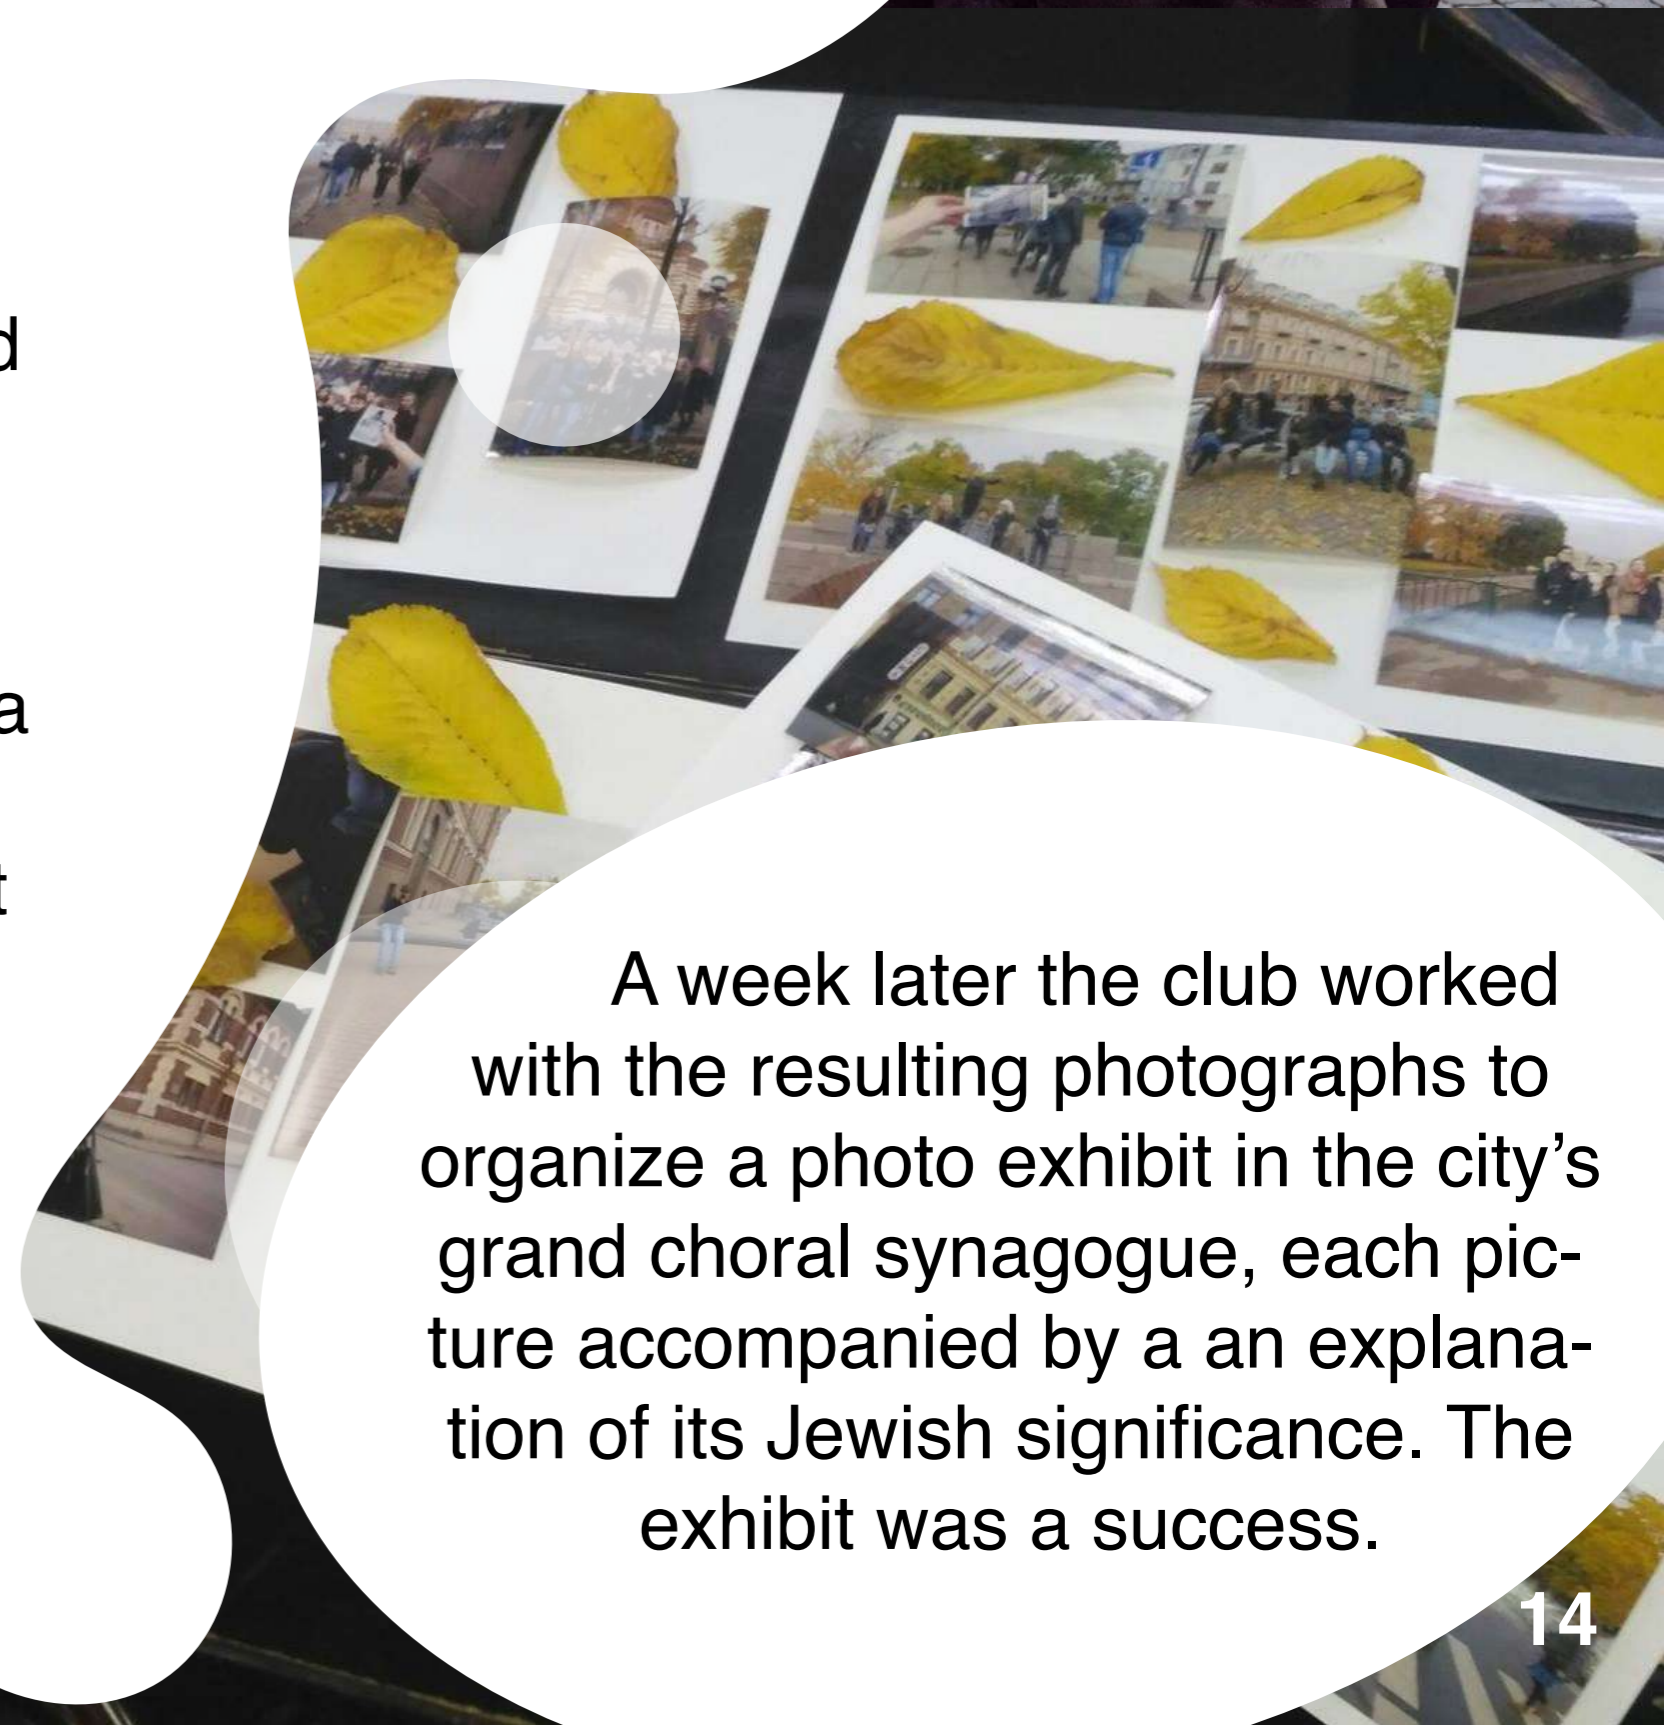 d
a
t
A week later the club worked
with the resulting photographs to
organize a photo exhibit in the city’s
grand choral synagogue, each pic-
ture accompanied by a an explana-
tion of its Jewish significance. The
exhibit was a success.
14